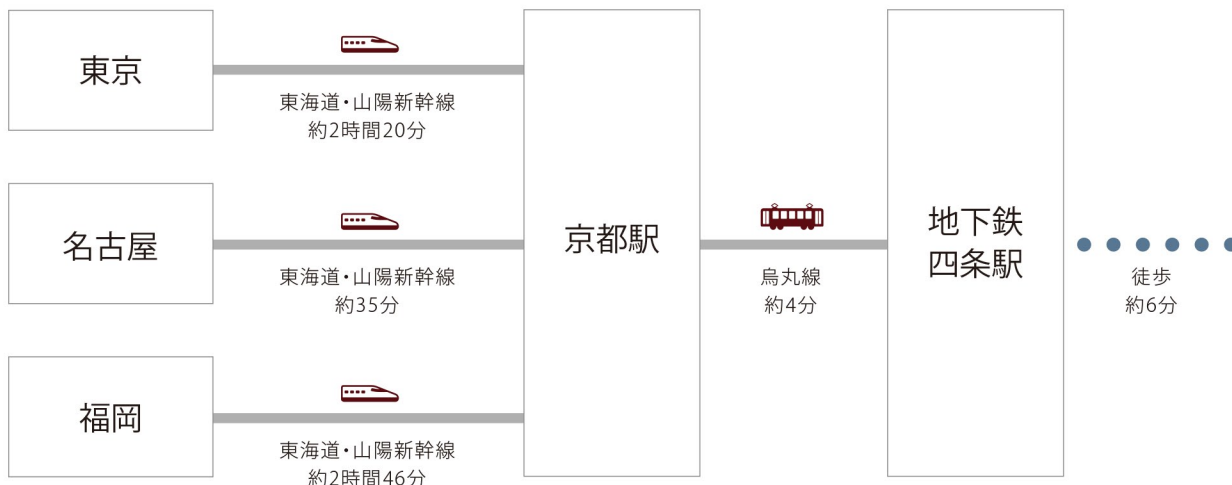 東京
東海道・山陽新幹線
約2時間20分
名古屋
東海道・山陽新幹線
約35分
福岡
東海道・山陽新幹線
約2時間46分
京都駅
烏丸線
約4分
地下鉄
四条駅
徒歩
約6分